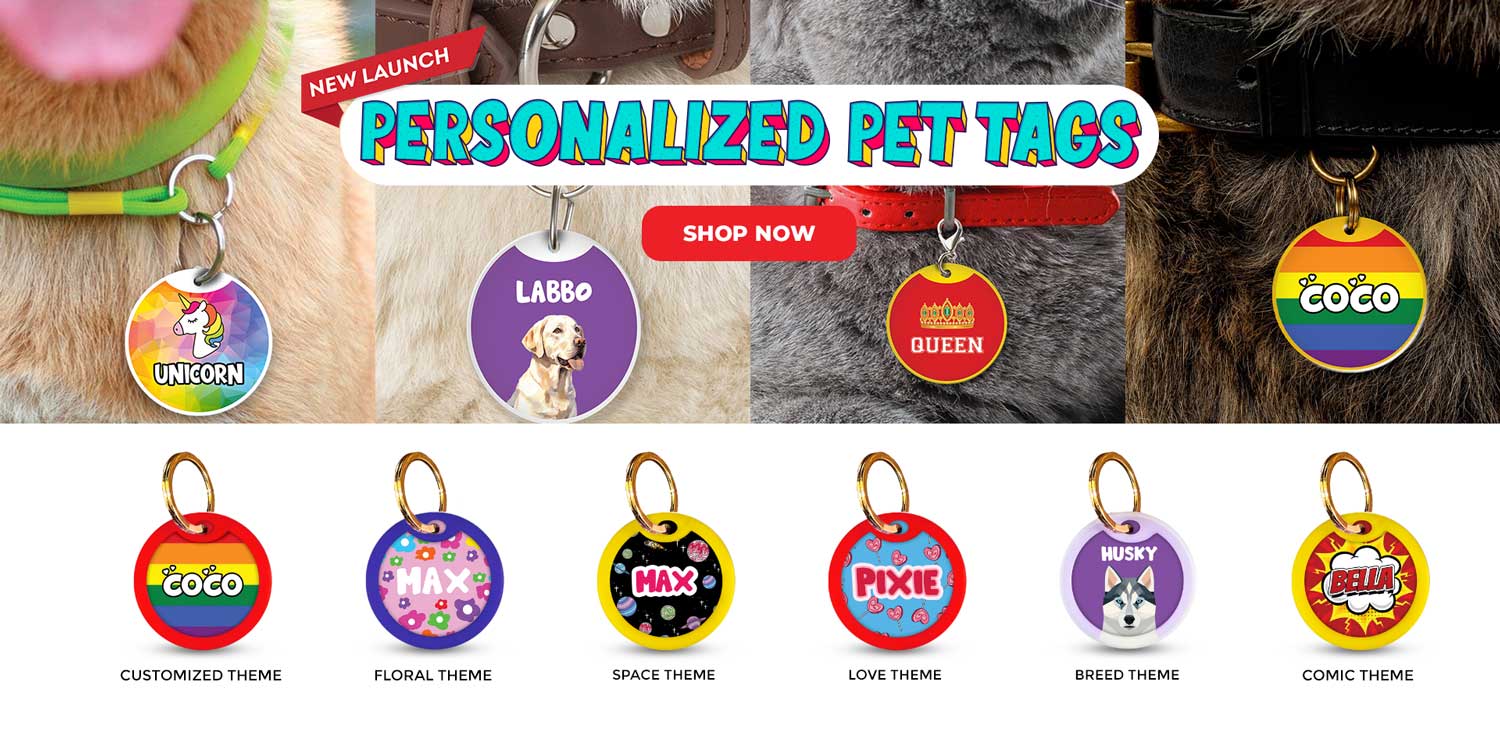 NEW LAUNCH
PERSONALIZED PET TAGS
SHOP NOW
UNICORN
LABBO
QUEEN
COCO
COCO
MAX
MAX
PIXIE
HUSKY
BELLA
CUSTOMIZED THEME
FLORAL THEME
SPACE THEME
LOVE THEME
BREED THEME
COMIC THEME